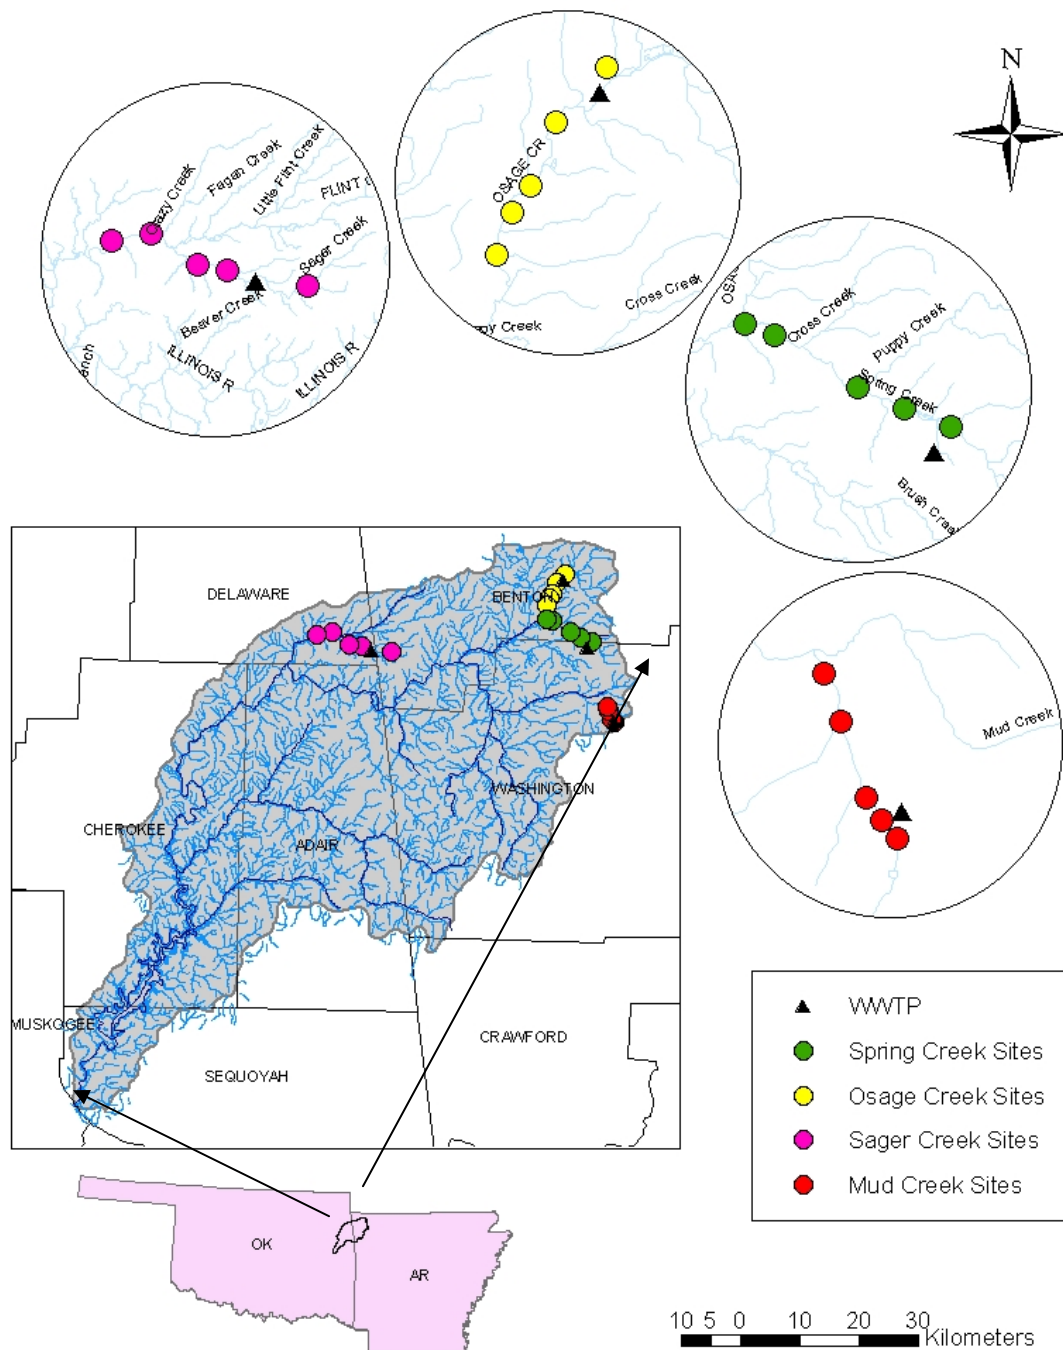 N
Crazy Creek
Fagan Creek
Little Flint Creek
FLINT
Sager Creek
Beaver Creek
ILLINOIS R
ILLINOIS R
OSAGE CR
Cross Creek
Creek
Cross Creek
Puppy Creek
Spring Creek
Brush Creek
Mud Creek
DELAWARE
BENTON
WASHINGTON
CHEROKEE
ADAIR
MUSKOGEE
SEQUOYAH
CRAWFORD
WWTP
Spring Creek Sites
Osage Creek Sites
Sager Creek Sites
Mud Creek Sites
OK
AR
10 5 0 10 20 30
Kilometers